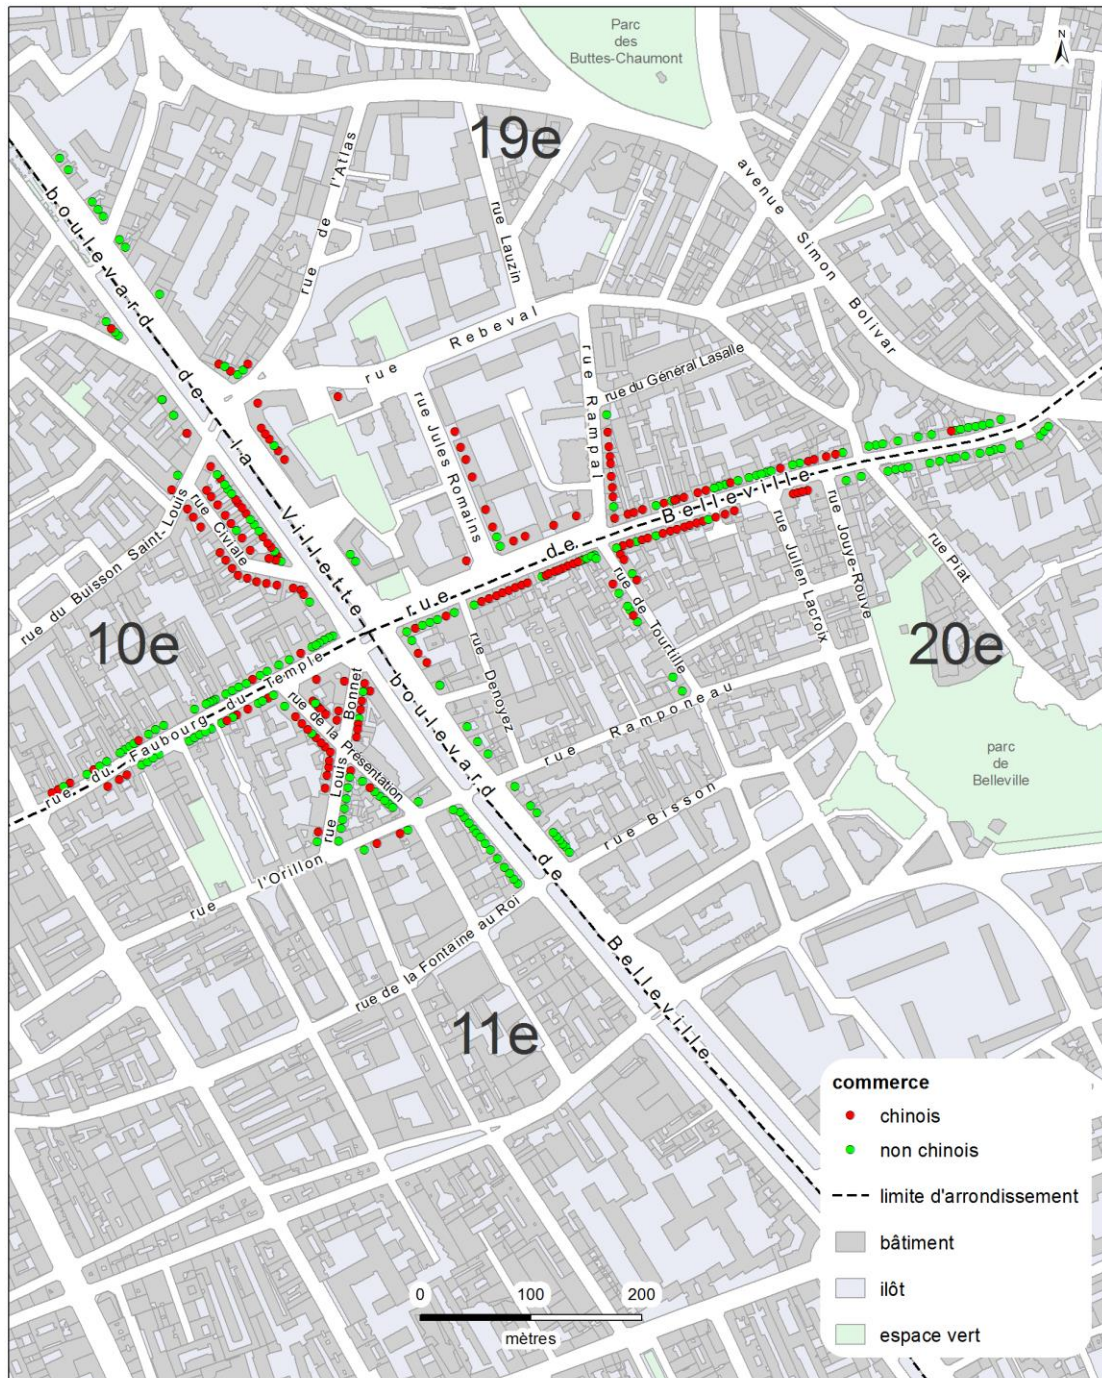 Parc
des
Buttes-Chaumont
N
19e
avenue Simon Bolivar
rue de l'Atlas
rue Lauzin
boulevard de la Villette
rue Rebeval
rue Rampal
rue du Général Lasalle
rue Jules Romains
rue de Belleville
rue Civiale
rue du Buisson Saint-Louis
rue Piat
rue Jouye-Rouve
rue Julien Lacroix
rue de Tourtille
rue Denoyez
10e
20e
rue du Faubourg du Temple
rue de la Présentation
rue Louis Bonnet
rue Ramponeau
parc
de
Belleville
boulevard de Belleville
rue Bisson
rue l'Orillon
rue de la Fontaine au Roi
11e
commerce
chinois
non chinois
limite d'arrondissement
bâtiment
ilôt
espace vert
0 100 200
mètres